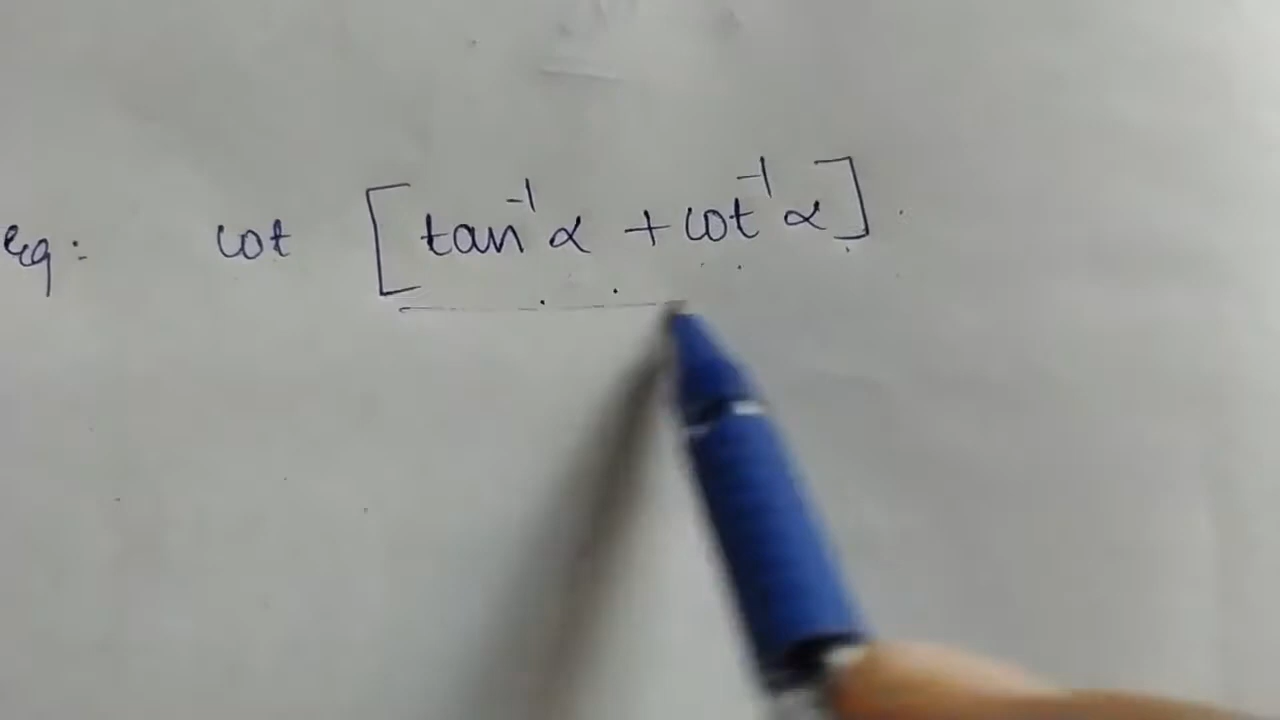 eg: cot [tan⁻¹α + cot⁻¹α].